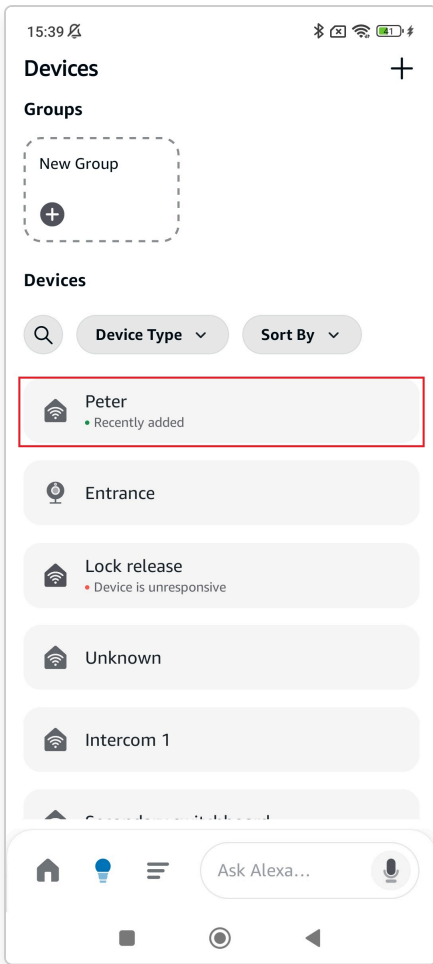 15:39
41
Devices
Groups
New Group
Devices
Device Type
Sort By
Peter
Recently added
Entrance
Lock release
Device is unresponsive
Unknown
Intercom 1
Ask Alexa...